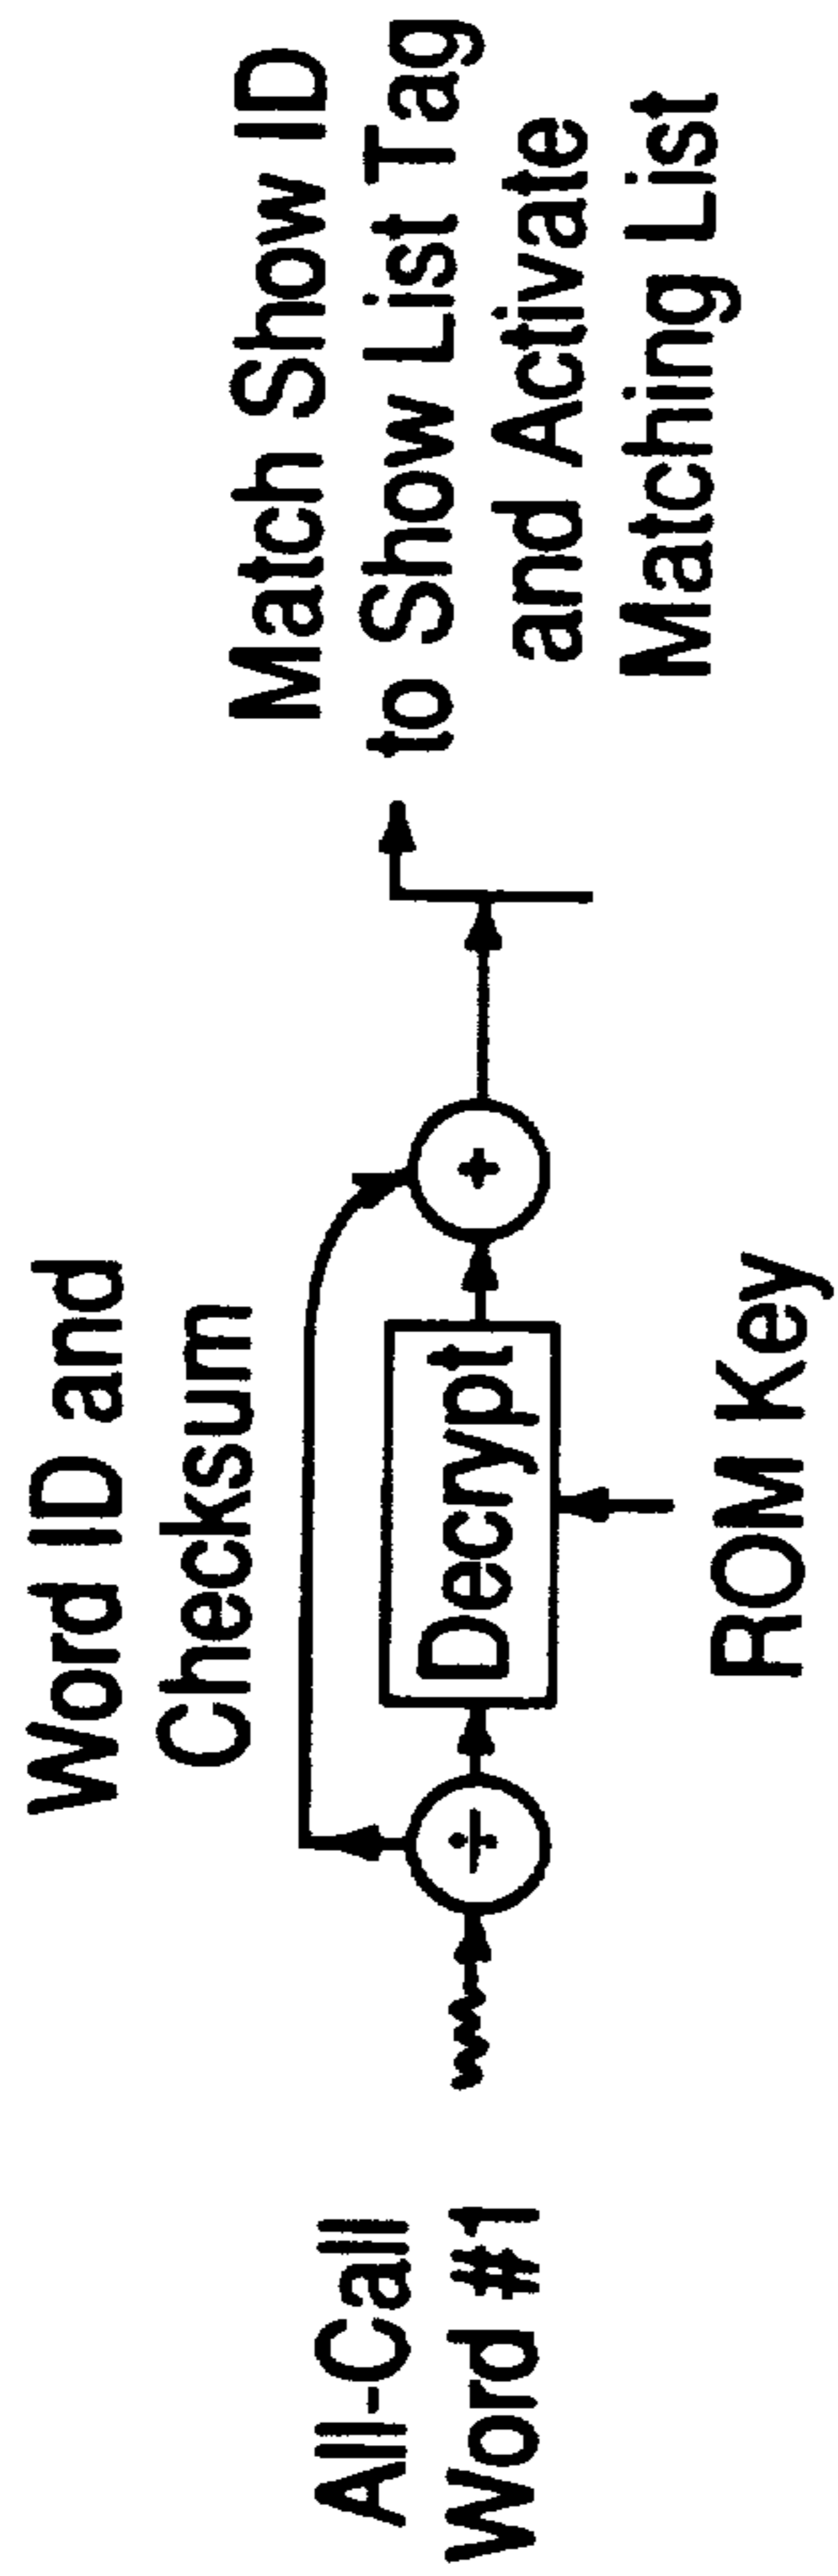 All-Call
Word #1
÷
Word ID and
Checksum
Decrypt
ROM Key
+
Match Show ID
to Show List Tag
and Activate
Matching List